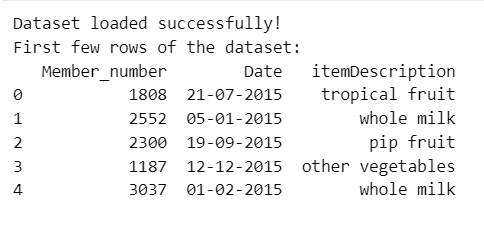 Dataset loaded successfully!
First few rows of the dataset:
   Member_number        Date   itemDescription
0           1808  21-07-2015    tropical fruit
1           2552  05-01-2015        whole milk
2           2300  19-09-2015         pip fruit
3           1187  12-12-2015  other vegetables
4           3037  01-02-2015        whole milk